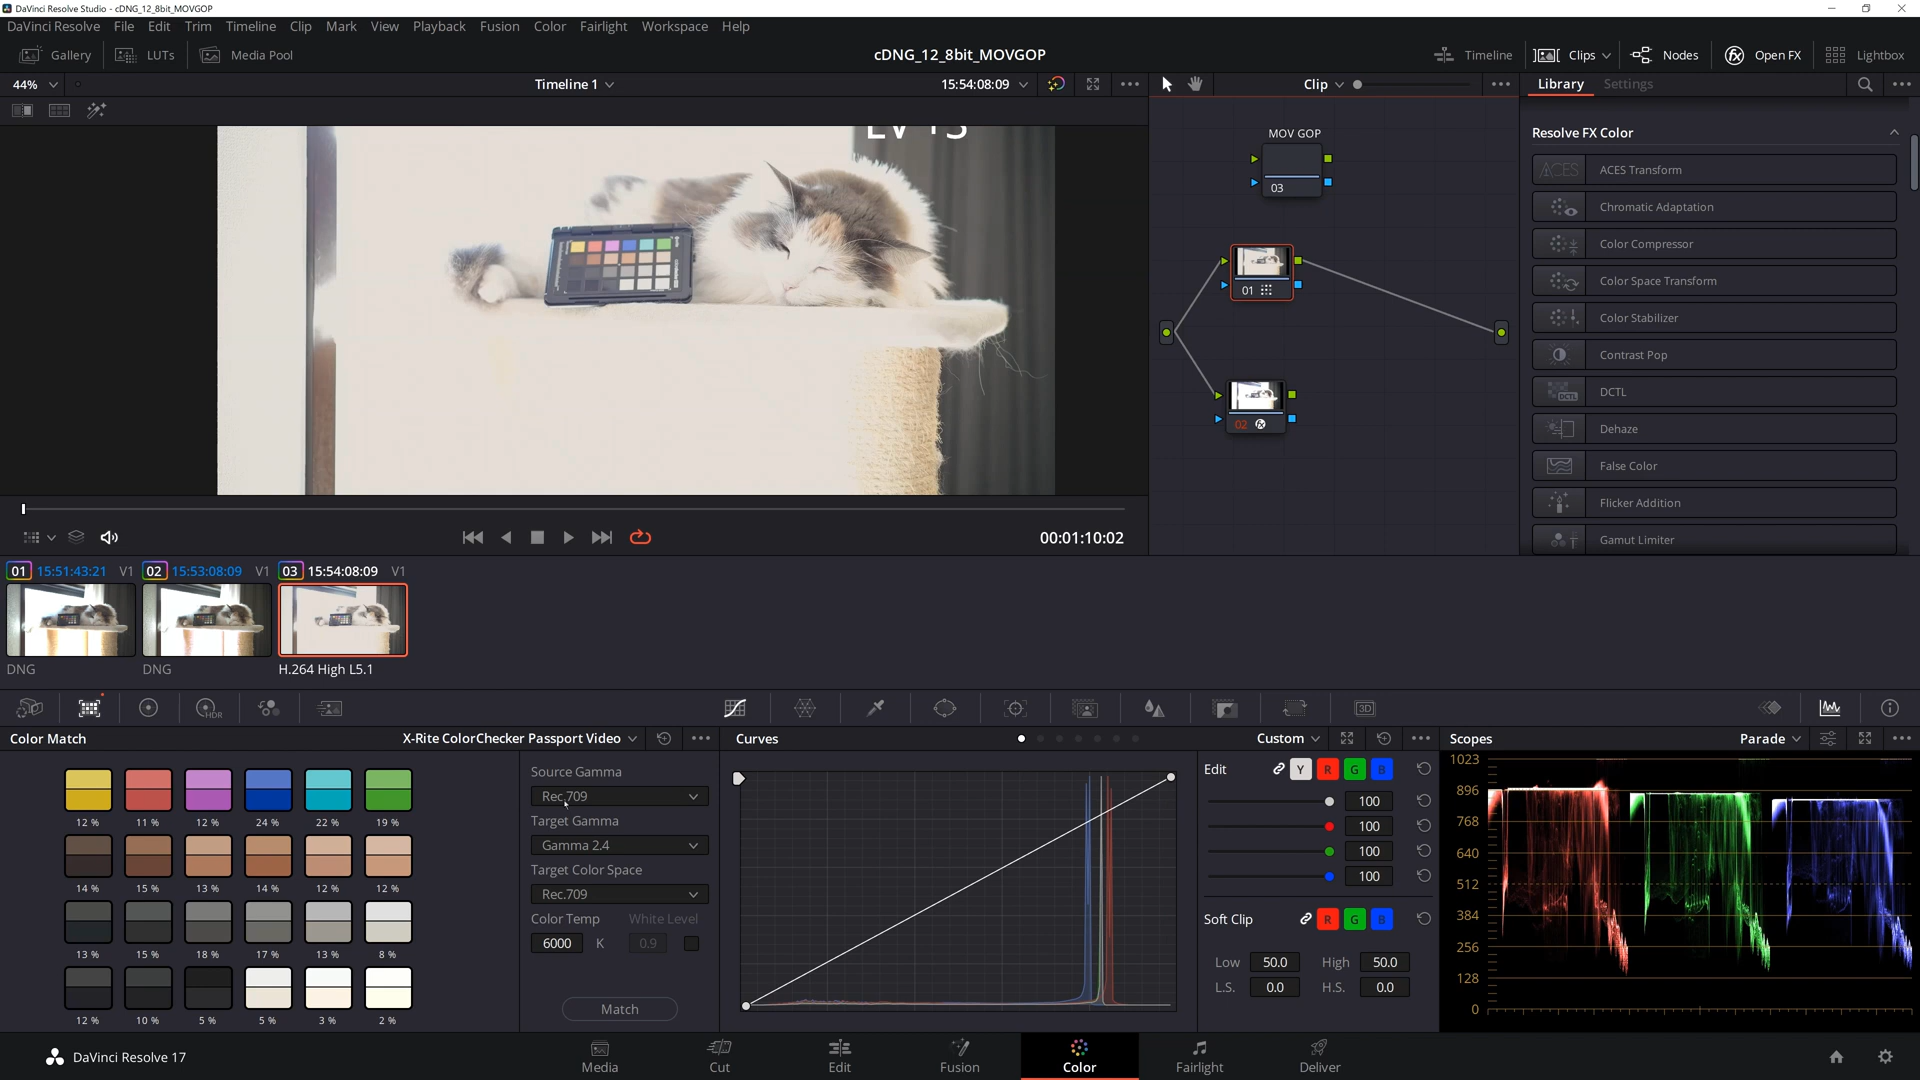 DaVinci Resolve Studio - cDNG_12_8bit_MOVGOP
DaVinci Resolve File Edit Trim Timeline Clip Mark View Playback Fusion Color Fairlight Workspace Help
Gallery LUTs Media Pool cDNG_12_8bit_MOVGOP Timeline Clips Nodes Open FX Lightbox
44% Timeline 1 15:54:08:09 Clip Library Settings
MOV GOP
03
01
02
Resolve FX Color
ACES Transform
Chromatic Adaptation
Color Compressor
Color Space Transform
Color Stabilizer
Contrast Pop
DCTL
Dehaze
False Color
Flicker Addition
Gamut Limiter
00:01:10:02
01 15:51:43:21 V1 02 15:53:08:09 V1 03 15:54:08:09 V1
DNG DNG H.264 High L5.1
HDR 3D
Color Match X-Rite ColorChecker Passport Video
12 % 11 % 12 % 24 % 22 % 19 %
14 % 15 % 13 % 14 % 12 % 12 %
13 % 15 % 18 % 17 % 13 % 8 %
12 % 10 % 5 % 5 % 3 % 2 %
Source Gamma
Rec.709
Target Gamma
Gamma 2.4
Target Color Space
Rec.709
Color Temp White Level
6000 K 0.9
Match
Curves Custom
Edit Y R G B
100
100
100
100
Soft Clip R G B
Low 50.0 High 50.0
L.S. 0.0 H.S. 0.0
Scopes Parade
1023
896
768
640
512
384
256
128
0
DaVinci Resolve 17 Media Cut Edit Fusion Color Fairlight Deliver